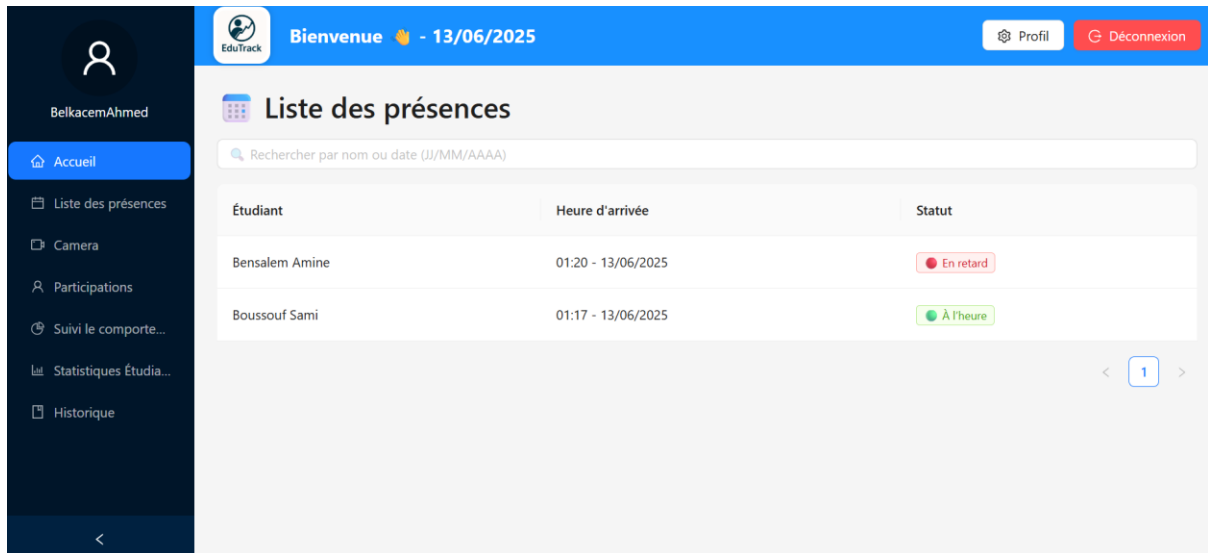 EduTrack
Bienvenue 👋 - 13/06/2025
Profil
Déconnexion
BelkacemAhmed
Accueil
Liste des présences
Camera
Participations
Suivi le comporte...
Statistiques Étudia...
Historique
Liste des présences
Rechercher par nom ou date (JJ/MM/AAAA)
Étudiant Heure d'arrivée Statut
Bensalem Amine 01:20 - 13/06/2025 En retard
Boussouf Sami 01:17 - 13/06/2025 À l'heure
< 1 >
<